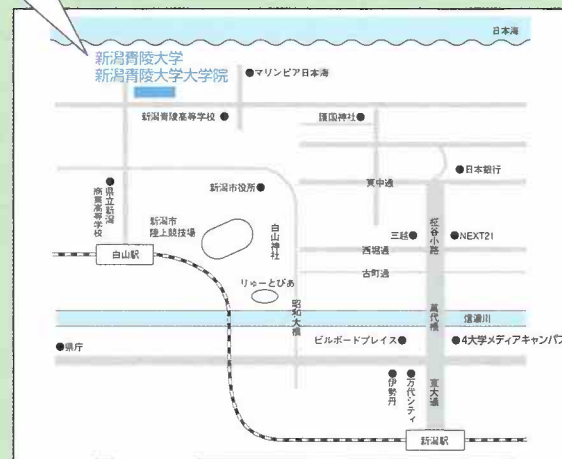 日本海
新潟青陵大学
新潟青陵大学大学院
●マリンピア日本海
新潟青陵高等学校●
護国神社●
●日本銀行
東中通
●県立新潟
商業高等学校
新潟市役所●
新潟市
陸上競技場
白山神社
三越●
柾谷小路
●NEXT21
西堀通
白山駅
古町通
りゅーとぴあ
昭和大橋
萬代橋
信濃川
●県庁
ビルボードプレイス●
●4大学メディアキャンパス
●伊勢丹
●万代シティ
東大通
新潟駅